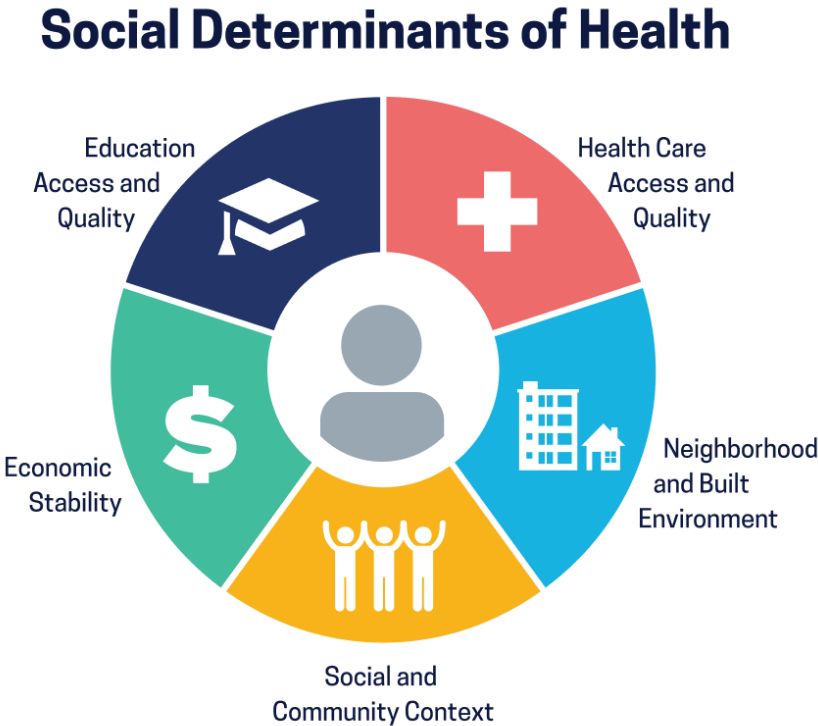 Social Determinants of Health
Education
Access and
Quality
Health Care
Access and
Quality
Economic
Stability
Neighborhood
and Built
Environment
Social and
Community Context